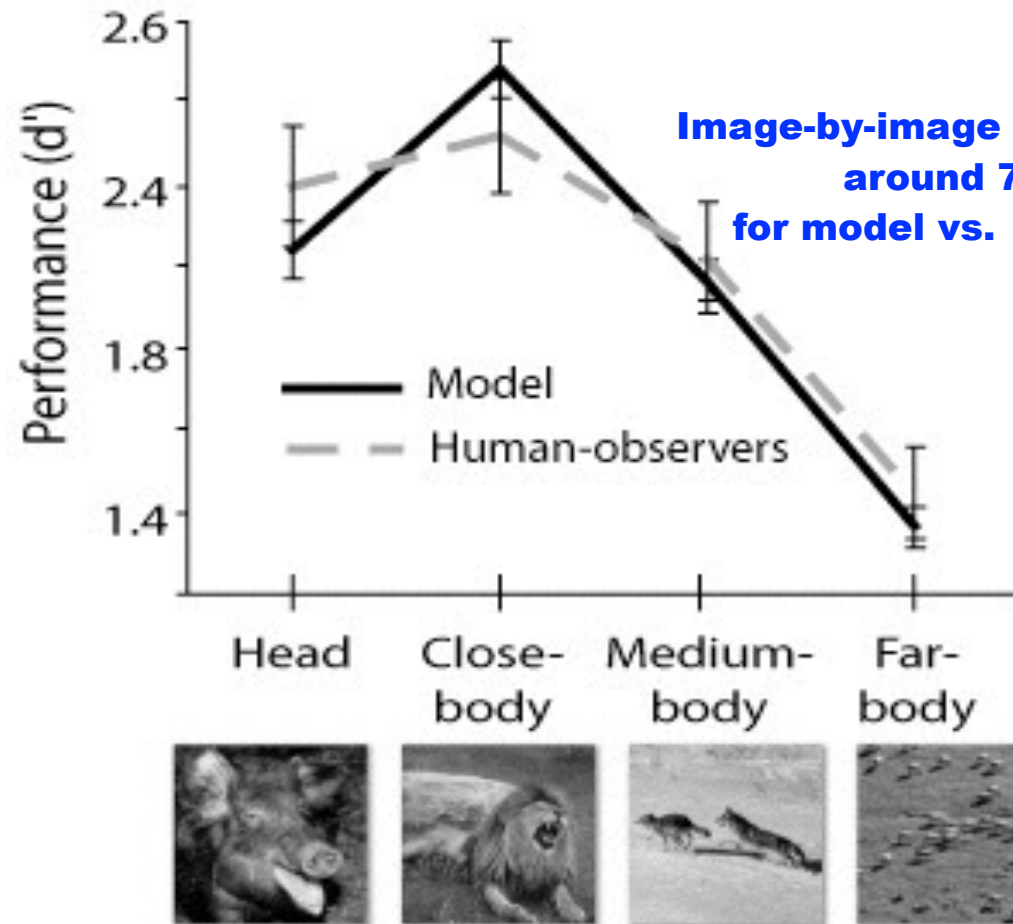 2.6
Image-by-image
around 7
for model vs.
2.4
Performance (d')
1.8
Model
Human-observers
1.4
Head
Close-
body
Medium-
body
Far-
body